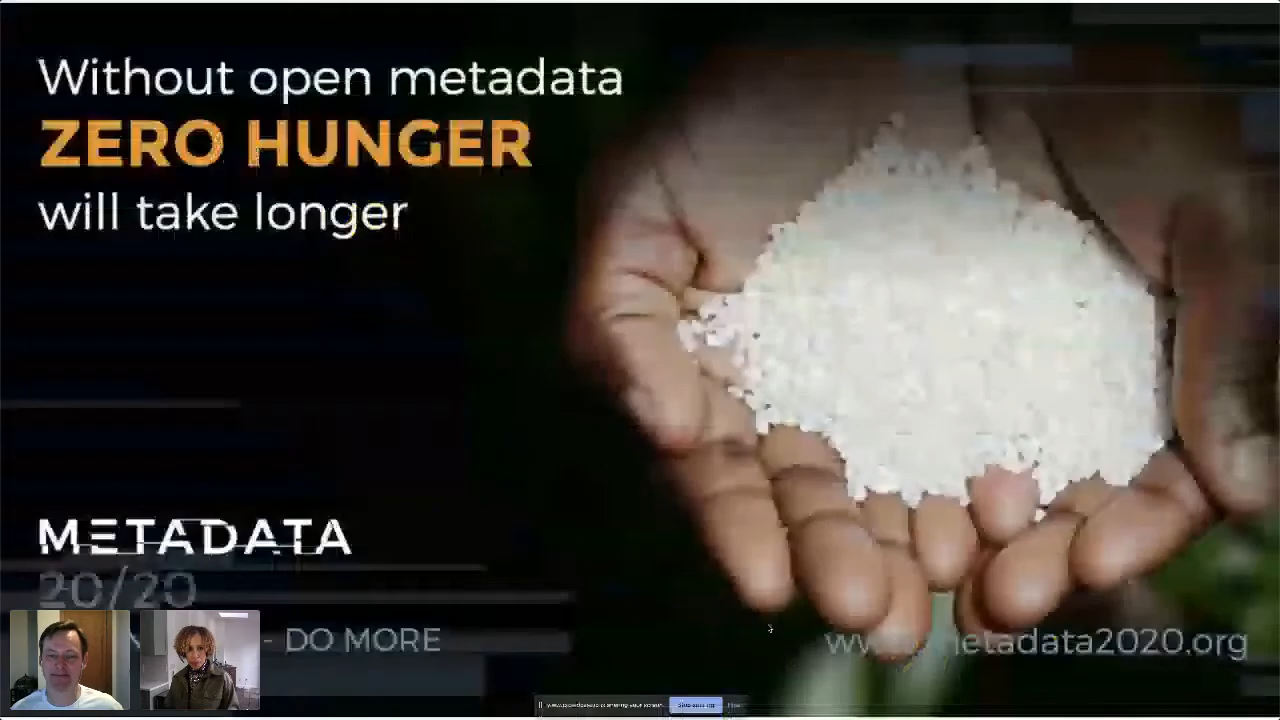 Without open metadata
ZERO HUNGER
will take longer
METADATA
20/20
- DO MORE
metadata2020.org